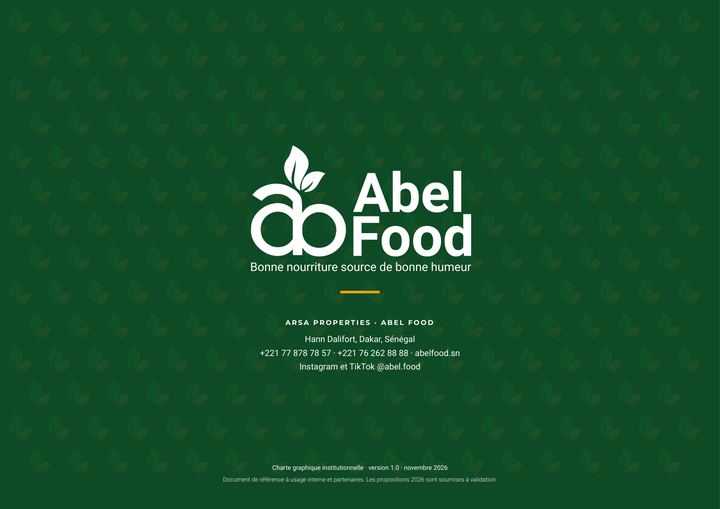 ab
Abel
Food
Bonne nourriture source de bonne humeur
ARSA PROPERTIES · ABEL FOOD
Hann Dalifort, Dakar, Sénégal
+221 77 878 78 57 · +221 76 262 88 88 · abelfood.sn
Instagram et TikTok @abel.food
Charte graphique institutionnelle · version 1.0 · novembre 2026
Document de référence à usage interne et partenaires. Les propositions 2026 sont soumises à validation.